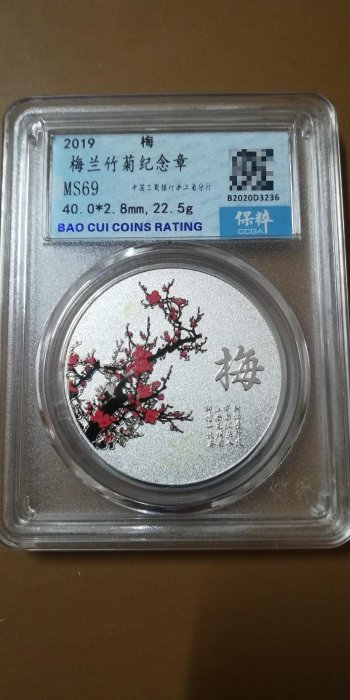 2019 梅
梅兰竹菊纪念章
MS69 中国工商银行浙江省分行
40.0*2.8mm, 22.5g
BAO CUI COINS RATING
B2020D3236
保粹
CCGA
梅